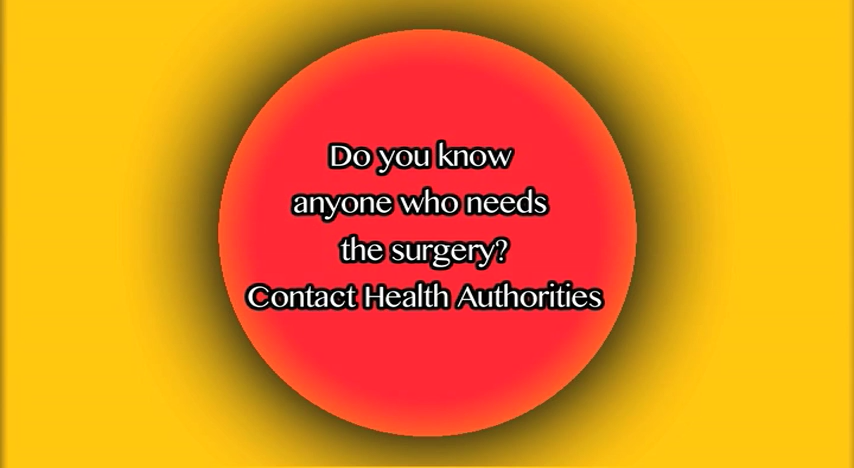 Do you know
anyone who needs
the surgery?
Contact Health Authorities